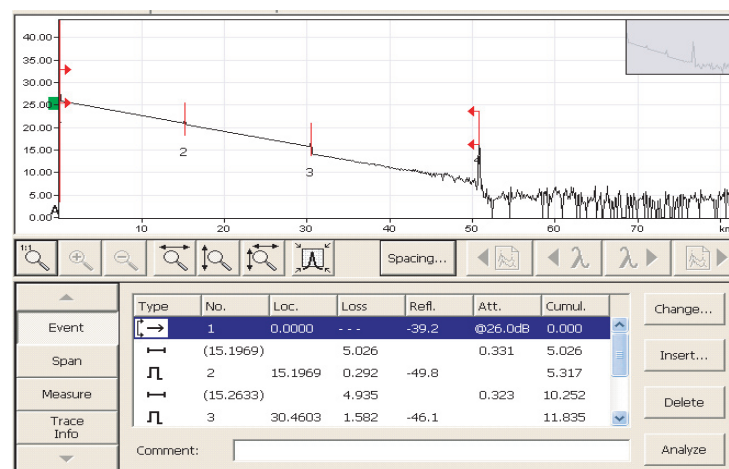 40.00
35.00
30.00
25.00
20.00
15.00
10.00
5.00
0.00
A
2
3
4
10 20 30 40 50 60 70 km
1:1
Spacing...
λ λ
Type No. Loc. Loss Refl. Att. Cumul.
1 0.0000 --- -39.2 @26.0dB 0.000
(15.1969) 5.026 0.331 5.026
2 15.1969 0.292 -49.8 5.317
(15.2633) 4.935 0.323 10.252
3 30.4603 1.582 -46.1 11.835
Event
Span
Measure
Trace
Info
Comment:
Change...
Insert...
Delete
Analyze